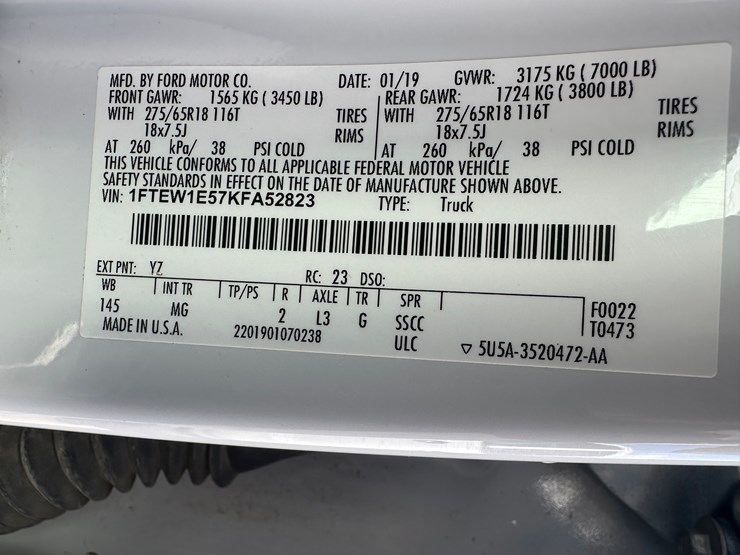 MFD. BY FORD MOTOR CO. DATE: 01/19 GVWR: 3175 KG ( 7000 LB)
FRONT GAWR: 1565 KG ( 3450 LB) REAR GAWR: 1724 KG ( 3800 LB)
WITH 275/65R18 116T TIRES WITH 275/65R18 116T TIRES
18x7.5J RIMS 18x7.5J RIMS
AT 260 kPa/ 38 PSI COLD AT 260 kPa/ 38 PSI COLD
THIS VEHICLE CONFORMS TO ALL APPLICABLE FEDERAL MOTOR VEHICLE
SAFETY STANDARDS IN EFFECT ON THE DATE OF MANUFACTURE SHOWN ABOVE.
VIN: 1FTEW1E57KFA52823 TYPE: Truck
EXT PNT: YZ RC: 23 DSO:
WB INT TR TP/PS R AXLE TR SPR F0022
145 MG 2 L3 G SSCC T0473
MADE IN U.S.A. 2201901070238 ULC ▽ 5U5A-3520472-AA